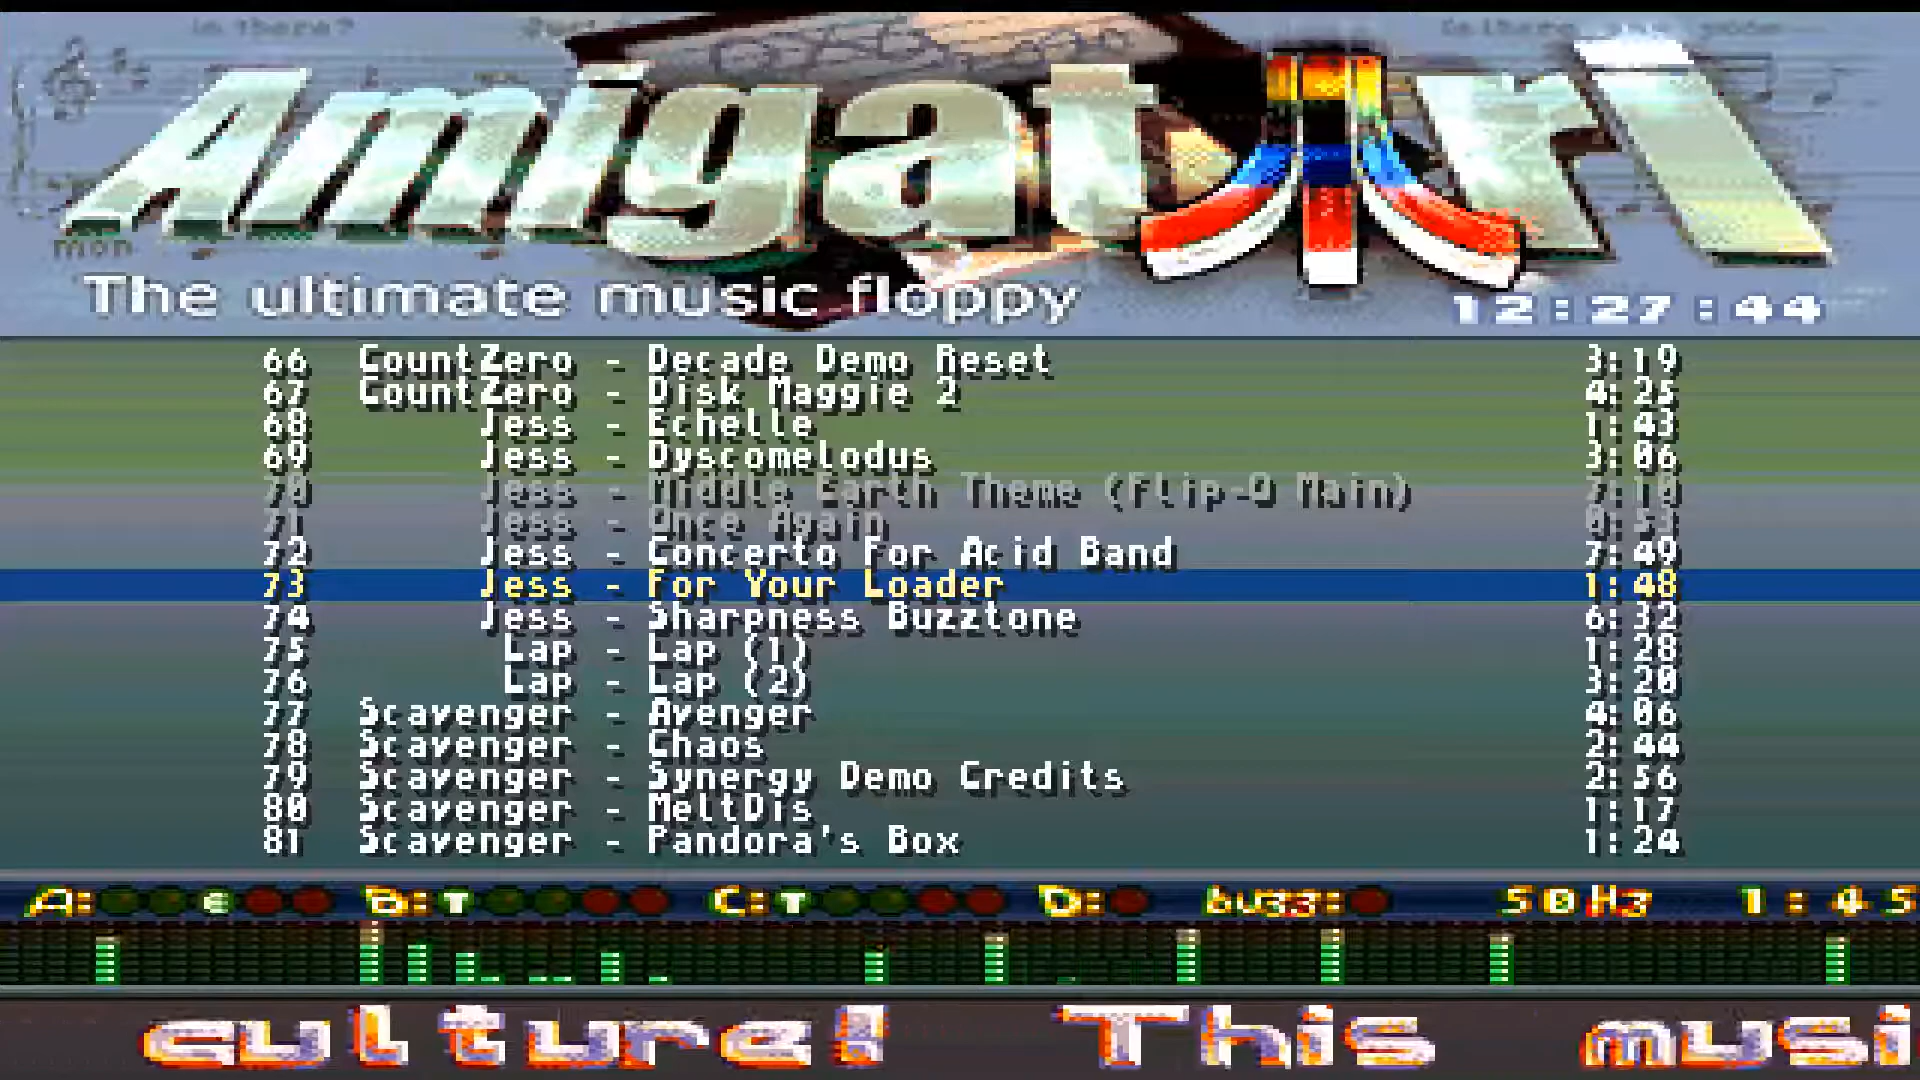 in there?
AmigatAri
mon
The ultimate music floppy
12:27:44
66 CountZero - Decade Demo Reset 3:19
67 CountZero - Disk Maggie 2 4:25
68 Jess - Echelle 1:43
69 Jess - Dyscomelodus 3:06
70 Jess - Middle Earth Theme (Flip-O Main)
71 Jess - Once Again
72 Jess - Concerto For Acid Band 7:49
73 Jess - For Your Loader 1:48
74 Jess - Sharpness Buzztone 6:32
75 Lap - Lap (1) 1:28
76 Lap - Lap (2) 3:20
77 Scavenger - Avenger 4:06
78 Scavenger - Chaos 2:44
79 Scavenger - Synergy Demo Credits 2:56
80 Scavenger - MeltDis 1:17
81 Scavenger - Pandora's Box 1:24
A: E B: T C: T D: buzz: 50Hz 1:45
culture! This musi